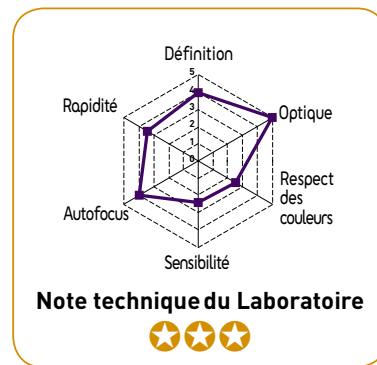 Définition
5
4
3
2
1
0
Rapidité
Optique
Respect
des
couleurs
Autofocus
Sensibilité
Note technique du Laboratoire